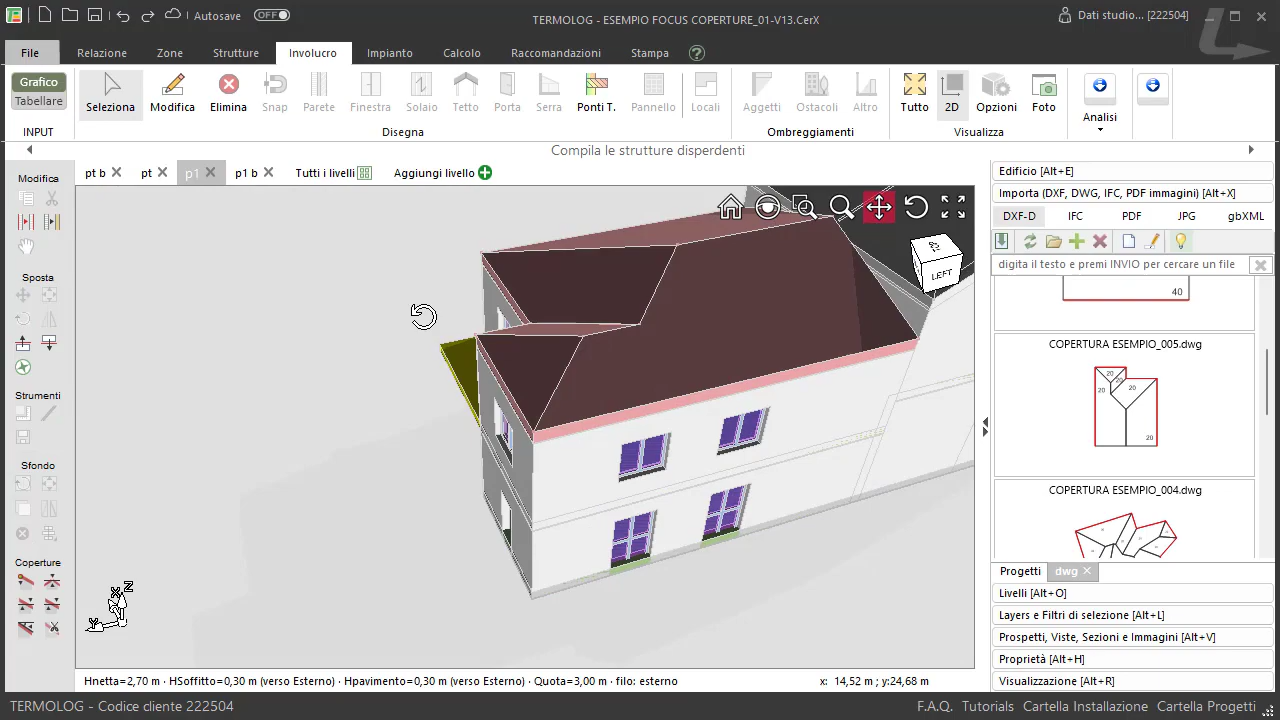 Autosave OFF
TERMOLOG - ESEMPIO FOCUS COPERTURE_01-V13.CerX
Dati studio... [222504]
File Relazione Zone Strutture Involucro Impianto Calcolo Raccomandazioni Stampa
Grafico
Tabellare
INPUT
Seleziona Modifica Elimina Snap Parete Finestra Solaio Tetto Porta Serra Ponti T. Pannello Locali
Disegna
Aggetti Ostacoli Altro
Ombreggiamenti
Tutto 2D Opzioni Foto
Visualizza
Analisi
Compila le strutture disperdenti
Modifica
Sposta
Strumenti
Sfondo
Coperture
pt b pt p1 p1 b Tutti i livelli Aggiungi livello
LEFT
X Z
Y
Edificio [Alt+E]
Importa (DXF, DWG, IFC, PDF immagini) [Alt+X]
DXF-D IFC PDF JPG gbXML
digita il testo e premi INVIO per cercare un file
40
COPERTURA ESEMPIO_005.dwg
20
20
20
20
20
COPERTURA ESEMPIO_004.dwg
Progetti dwg
Livelli [Alt+O]
Layers e Filtri di selezione [Alt+L]
Prospetti, Viste, Sezioni e Immagini [Alt+V]
Proprietà [Alt+H]
Visualizzazione [Alt+R]
Hnetta=2,70 m - HSoffitto=0,30 m (verso Esterno) - Hpavimento=0,30 m (verso Esterno) - Quota=3,00 m - filo: esterno
x: 14,52 m ; y:24,68 m
TERMOLOG - Codice cliente 222504
F.A.Q. Tutorials Cartella Installazione Cartella Progetti